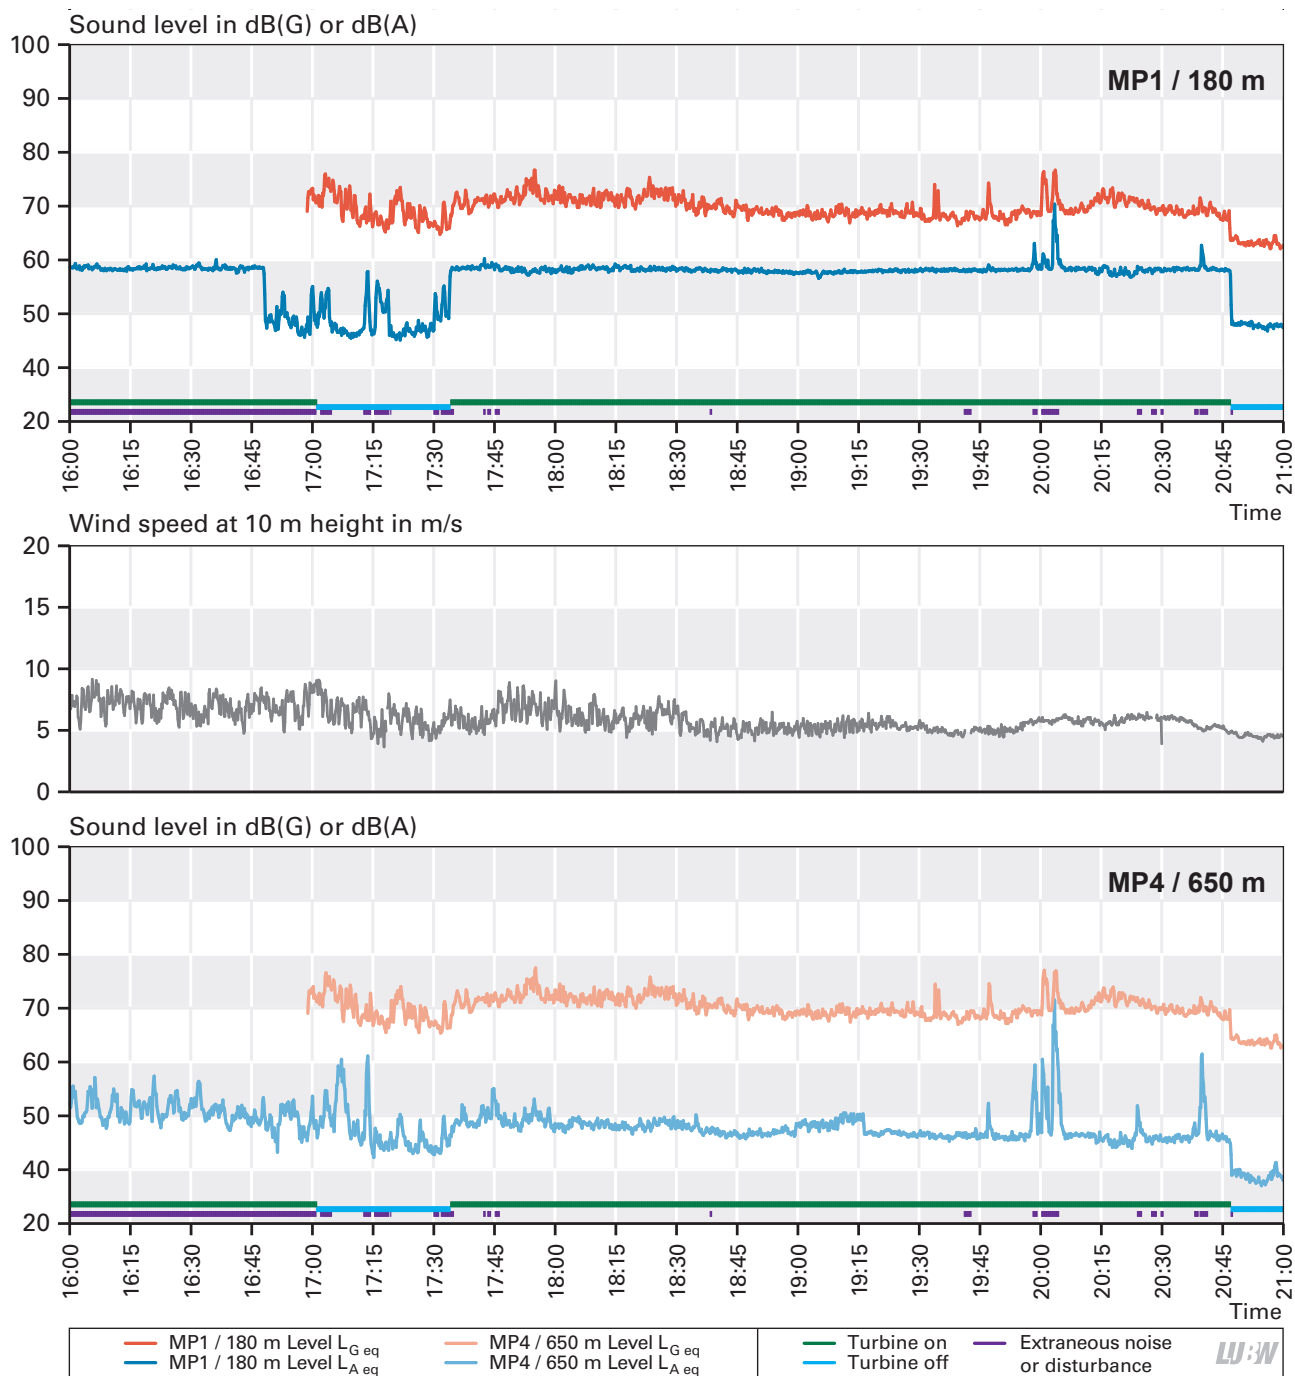 Sound level in dB(G) or dB(A)
MP1 / 180 m
100
90
80
70
60
50
40
20
16:00 16:15 16:30 16:45 17:00 17:15 17:30 17:45 18:00 18:15 18:30 18:45 19:00 19:15 19:30 19:45 20:00 20:15 20:30 20:45 21:00
Time
Wind speed at 10 m height in m/s
20
15
10
5
0
Sound level in dB(G) or dB(A)
MP4 / 650 m
100
90
80
70
60
50
40
20
16:00 16:15 16:30 16:45 17:00 17:15 17:30 17:45 18:00 18:15 18:30 18:45 19:00 19:15 19:30 19:45 20:00 20:15 20:30 20:45 21:00
Time
MP1 / 180 m Level L G eq
MP1 / 180 m Level L A eq
MP4 / 650 m Level L G eq
MP4 / 650 m Level L A eq
Turbine on
Turbine off
Extraneous noise
or disturbance
LUBW